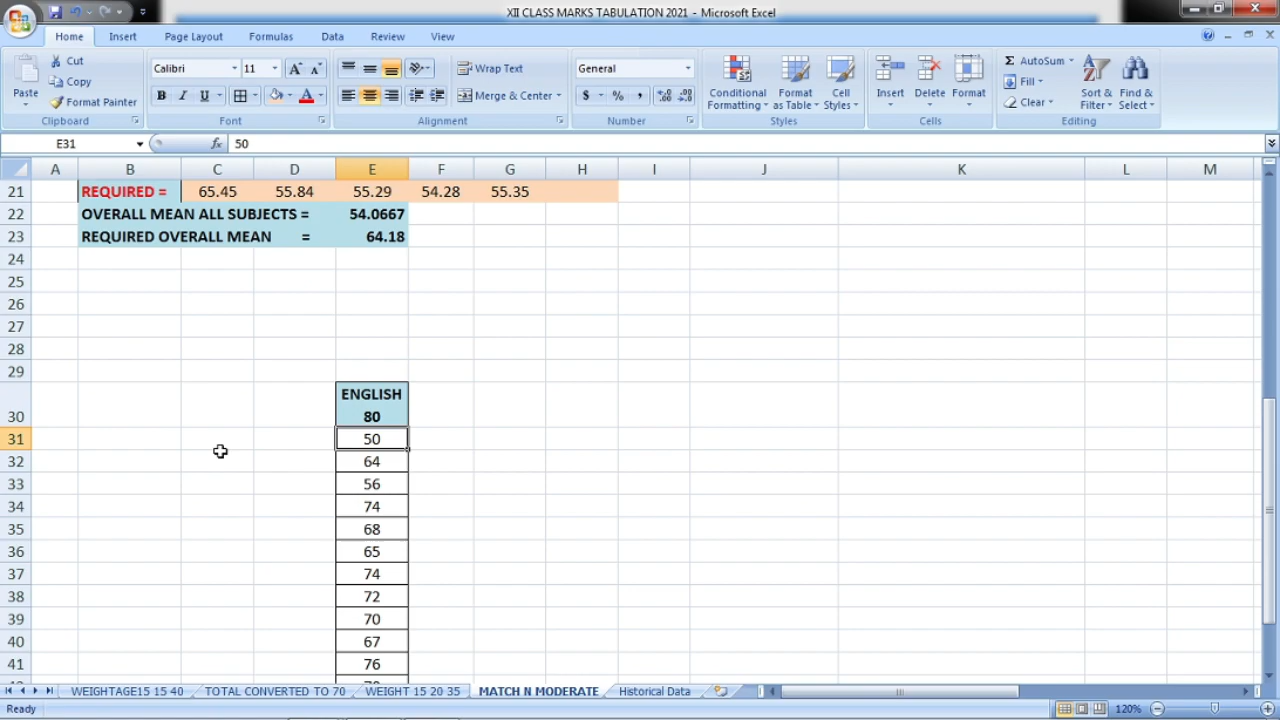 XII CLASS MARKS TABULATION 2021 - Microsoft Excel
Home Insert Page Layout Formulas Data Review View
Paste
Cut
Copy
Format Painter
Clipboard
Calibri 11
B I U
Font
Wrap Text
Merge & Center
Alignment
General
$ % ,
Number
Conditional Formatting
Format as Table
Cell Styles
Styles
Insert
Delete
Format
Cells
Σ AutoSum
Fill
Clear
Sort & Filter
Find & Select
Editing
E31 fx 50
A B C D E F G H I J K L M
21 REQUIRED = 65.45 55.84 55.29 54.28 55.35
22 OVERALL MEAN ALL SUBJECTS = 54.0667
23 REQUIRED OVERALL MEAN = 64.18
24
25
26
27
28
29
30 ENGLISH 80
31 50
32 64
33 56
34 74
35 68
36 65
37 74
38 72
39 70
40 67
41 76
WEIGHTAGE15 15 40 TOTAL CONVERTED TO 70 WEIGHT 15 20 35 MATCH N MODERATE Historical Data
Ready 120%